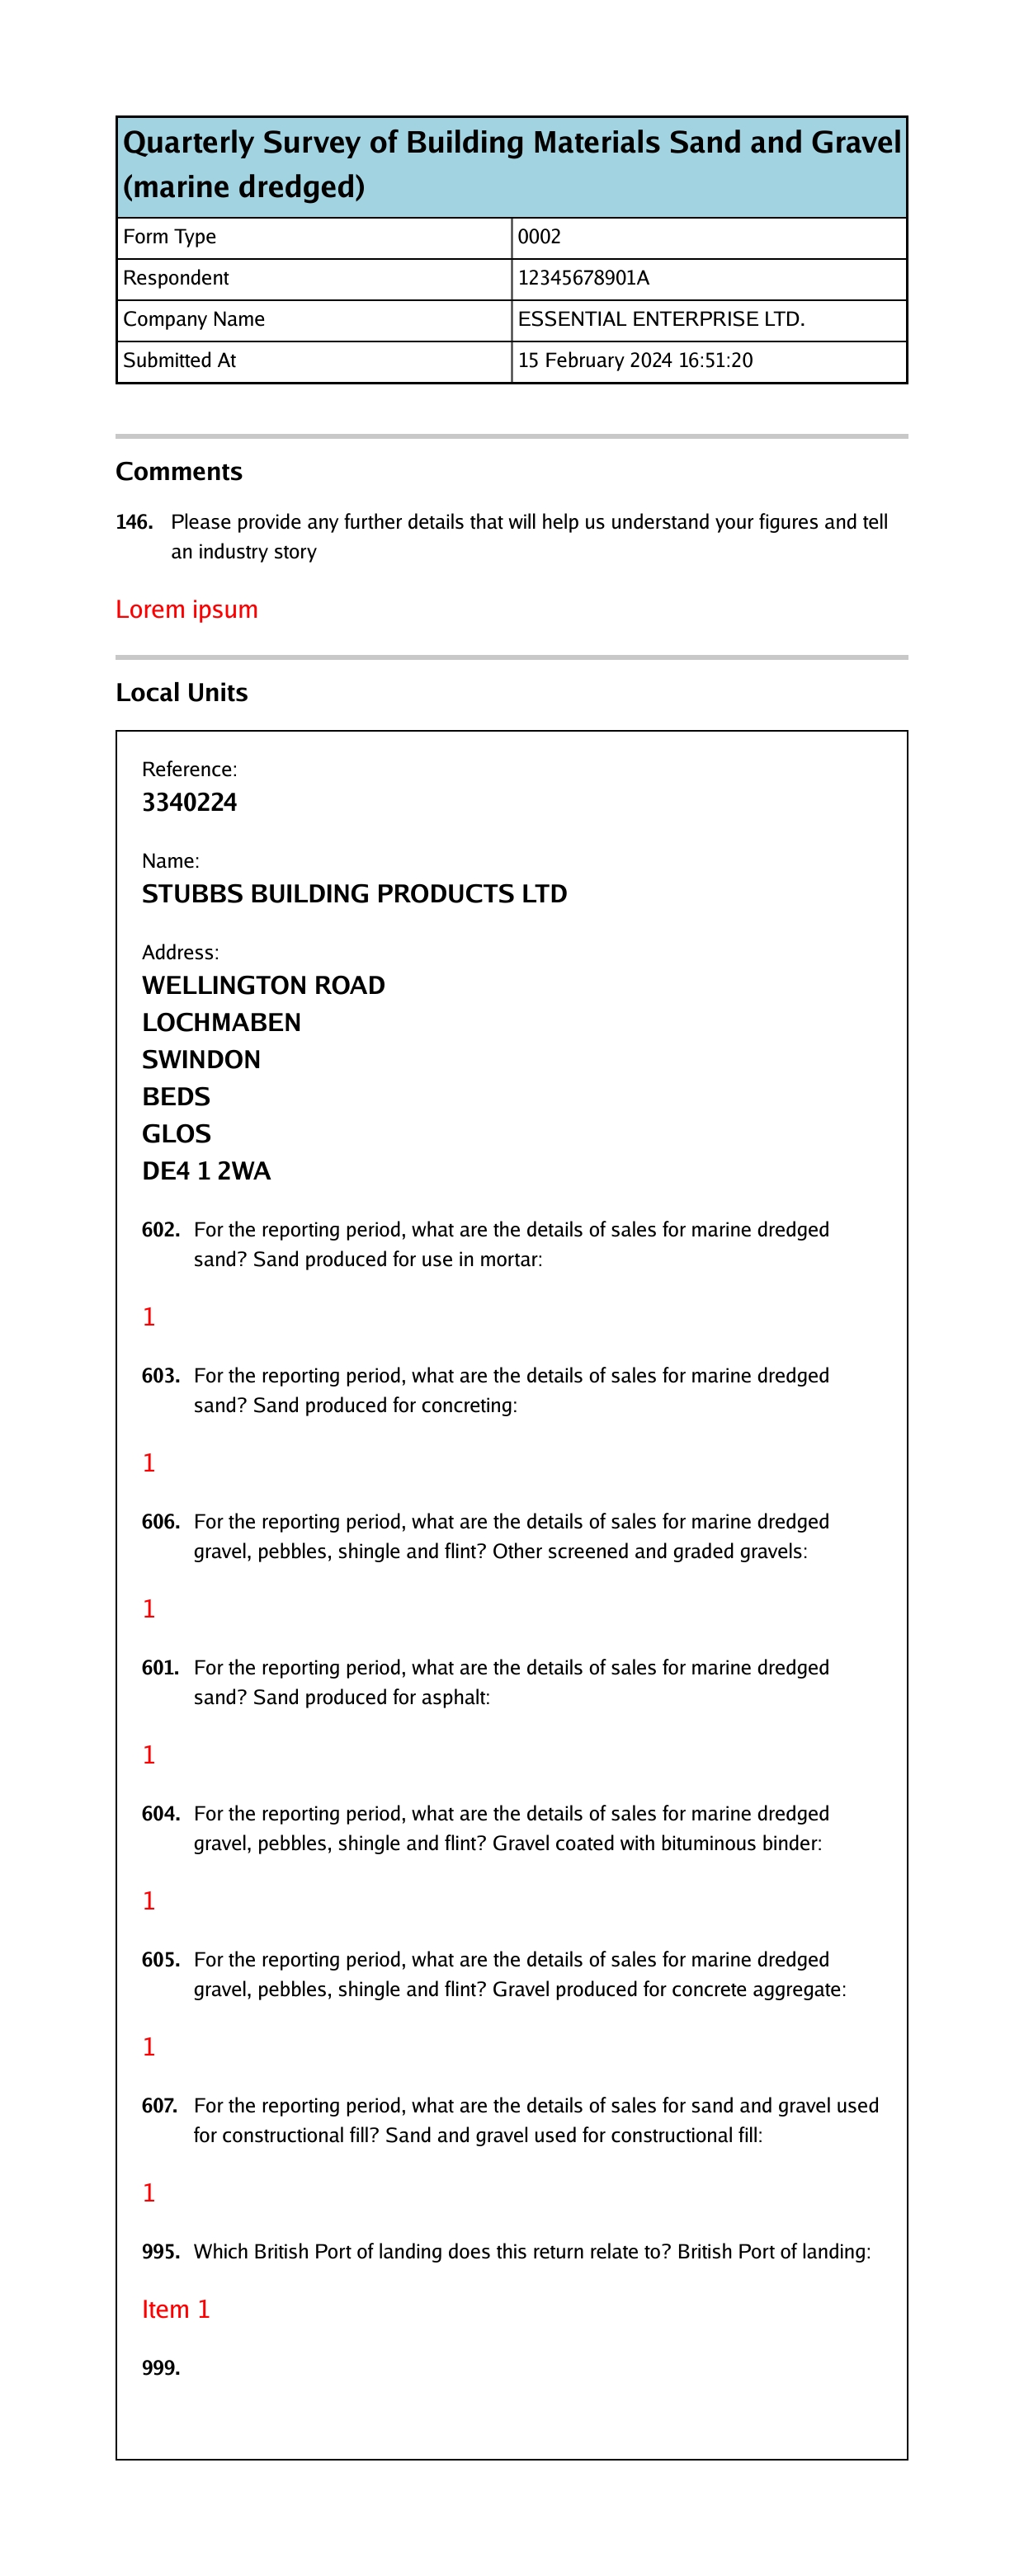 Quarterly Survey of Building Materials Sand and Gravel
(marine dredged)
Form Type 0002
Respondent 12345678901A
Company Name ESSENTIAL ENTERPRISE LTD.
Submitted At 15 February 2024 16:51:20
Comments
146. Please provide any further details that will help us understand your figures and tell
an industry story
Lorem ipsum
Local Units
Reference:
3340224
Name:
STUBBS BUILDING PRODUCTS LTD
Address:
WELLINGTON ROAD
LOCHMABEN
SWINDON
BEDS
GLOS
DE4 1 2WA
602. For the reporting period, what are the details of sales for marine dredged
sand? Sand produced for use in mortar:
1
603. For the reporting period, what are the details of sales for marine dredged
sand? Sand produced for concreting:
1
606. For the reporting period, what are the details of sales for marine dredged
gravel, pebbles, shingle and flint? Other screened and graded gravels:
1
601. For the reporting period, what are the details of sales for marine dredged
sand? Sand produced for asphalt:
1
604. For the reporting period, what are the details of sales for marine dredged
gravel, pebbles, shingle and flint? Gravel coated with bituminous binder:
1
605. For the reporting period, what are the details of sales for marine dredged
gravel, pebbles, shingle and flint? Gravel produced for concrete aggregate:
1
607. For the reporting period, what are the details of sales for sand and gravel used
for constructional fill? Sand and gravel used for constructional fill:
1
995. Which British Port of landing does this return relate to? British Port of landing:
Item 1
999.